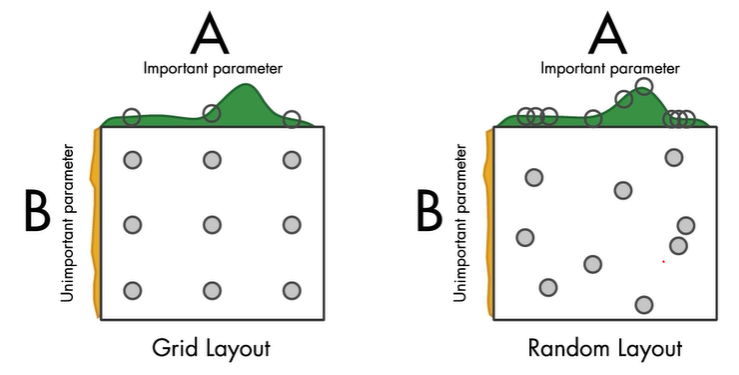 A
Important parameter
B
Unimportant parameter
Grid Layout
A
Important parameter
B
Unimportant parameter
Random Layout